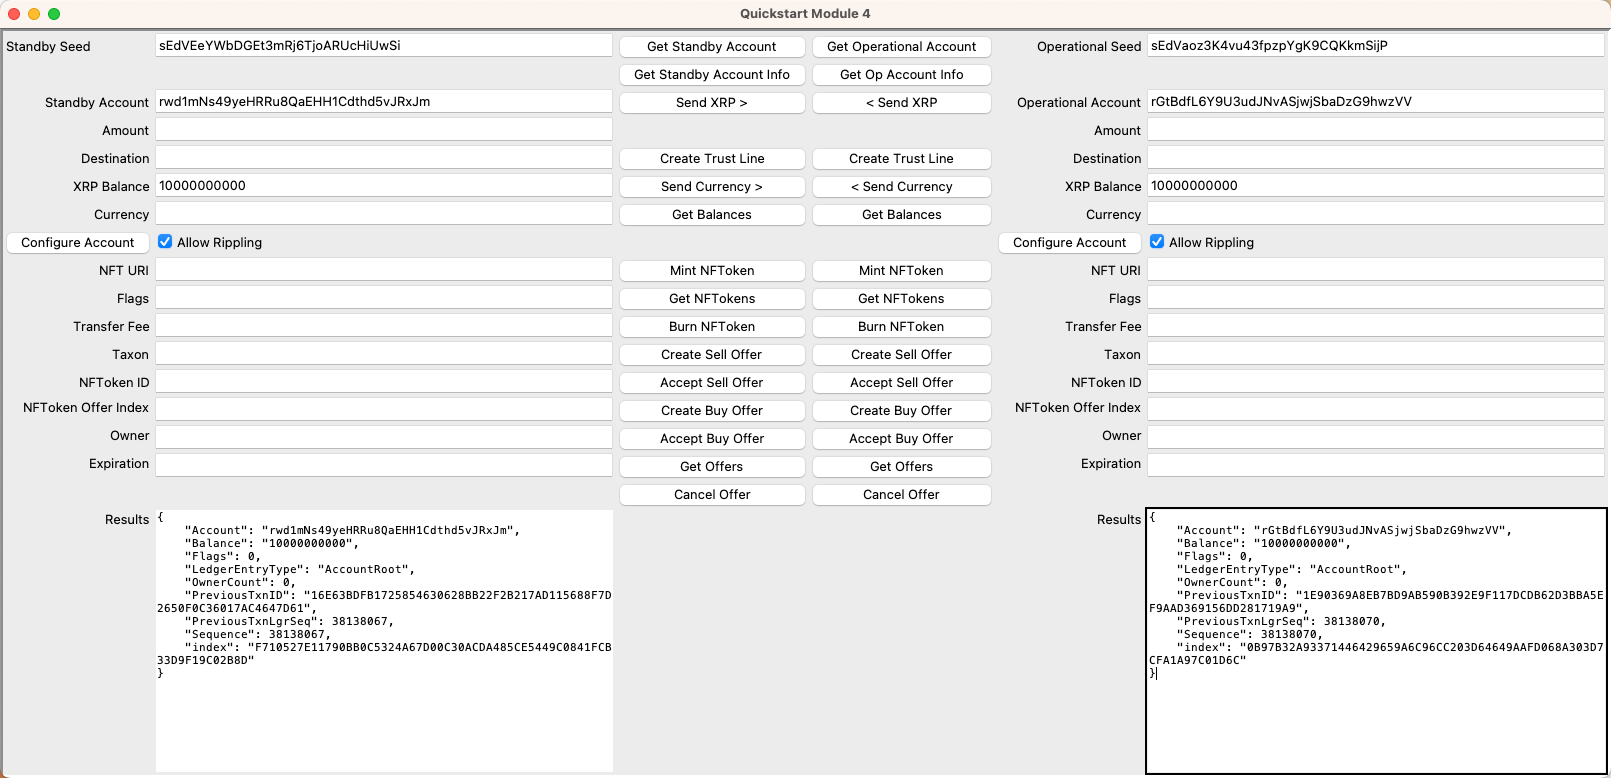 Quickstart Module 4
Standby Seed sEdVEeYWbDGEt3mRj6TjoARUcHiUwSi Get Standby Account Get Operational Account Operational Seed sEdVaoz3K4vu43fpzpYgK9CQKkmSijP
Get Standby Account Info Get Op Account Info
Standby Account rwd1mNs49yeHRRu8QaEHH1Cdthd5vJRxJm Send XRP > < Send XRP Operational Account rGtBdfL6Y9U3udJNvASjwjSbaDzG9hwzVV
Amount Amount
Destination Create Trust Line Create Trust Line Destination
XRP Balance 10000000000 Send Currency > < Send Currency XRP Balance 10000000000
Currency Get Balances Get Balances Currency
Configure Account Allow Rippling Configure Account Allow Rippling
NFT URI Mint NFToken Mint NFToken NFT URI
Flags Get NFTokens Get NFTokens Flags
Transfer Fee Burn NFToken Burn NFToken Transfer Fee
Taxon Create Sell Offer Create Sell Offer Taxon
NFToken ID Accept Sell Offer Accept Sell Offer NFToken ID
NFToken Offer Index Create Buy Offer Create Buy Offer NFToken Offer Index
Owner Accept Buy Offer Accept Buy Offer Owner
Expiration Get Offers Get Offers Expiration
Cancel Offer Cancel Offer
Results
{
"Account": "rwd1mNs49yeHRRu8QaEHH1Cdthd5vJRxJm",
"Balance": "10000000000",
"Flags": 0,
"LedgerEntryType": "AccountRoot",
"OwnerCount": 0,
"PreviousTxnID": "16E63BDFB1725854630628BB22F2B217AD115688F7D
2650F0C36017AC4647D61",
"PreviousTxnLgrSeq": 38138067,
"Sequence": 38138067,
"index": "F710527E11790BB0C5324A67D00C30ACDA485CE5449C0841FCB
33D9F19C02B8D"
}
Results
{
"Account": "rGtBdfL6Y9U3udJNvASjwjSbaDzG9hwzVV",
"Balance": "10000000000",
"Flags": 0,
"LedgerEntryType": "AccountRoot",
"OwnerCount": 0,
"PreviousTxnID": "1E90369A8EB7BD9AB590B392E9F117DCDB62D3BBA5E
F9AAD369156DD281719A9",
"PreviousTxnLgrSeq": 38138070,
"Sequence": 38138070,
"index": "0B97B32A93371446429659A6C96CC203D64649AAFD068A303D7
CFA1A97C01D6C"
}